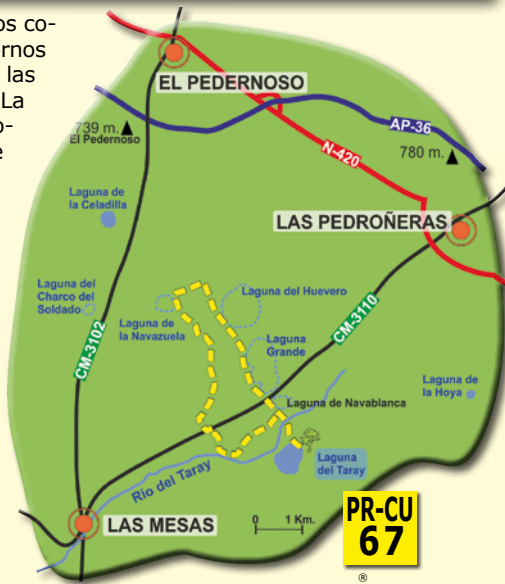 os co-
ornos
las
La
o-
e
EL PEDERNOSO
739 m.
El Pedernoso
AP-36
780 m.
N-420
Laguna de
la Celadilla
LAS PEDROÑERAS
Laguna del
Charco del
Soldado
Laguna del Huevero
Laguna de
la Navazuela
CM-3102
CM-3110
Laguna
Grande
Laguna de
la Hoya
Laguna de Navablanca
Laguna
del Taray
Río del Taray
LAS MESAS
0 1 Km.
PR-CU
67
®